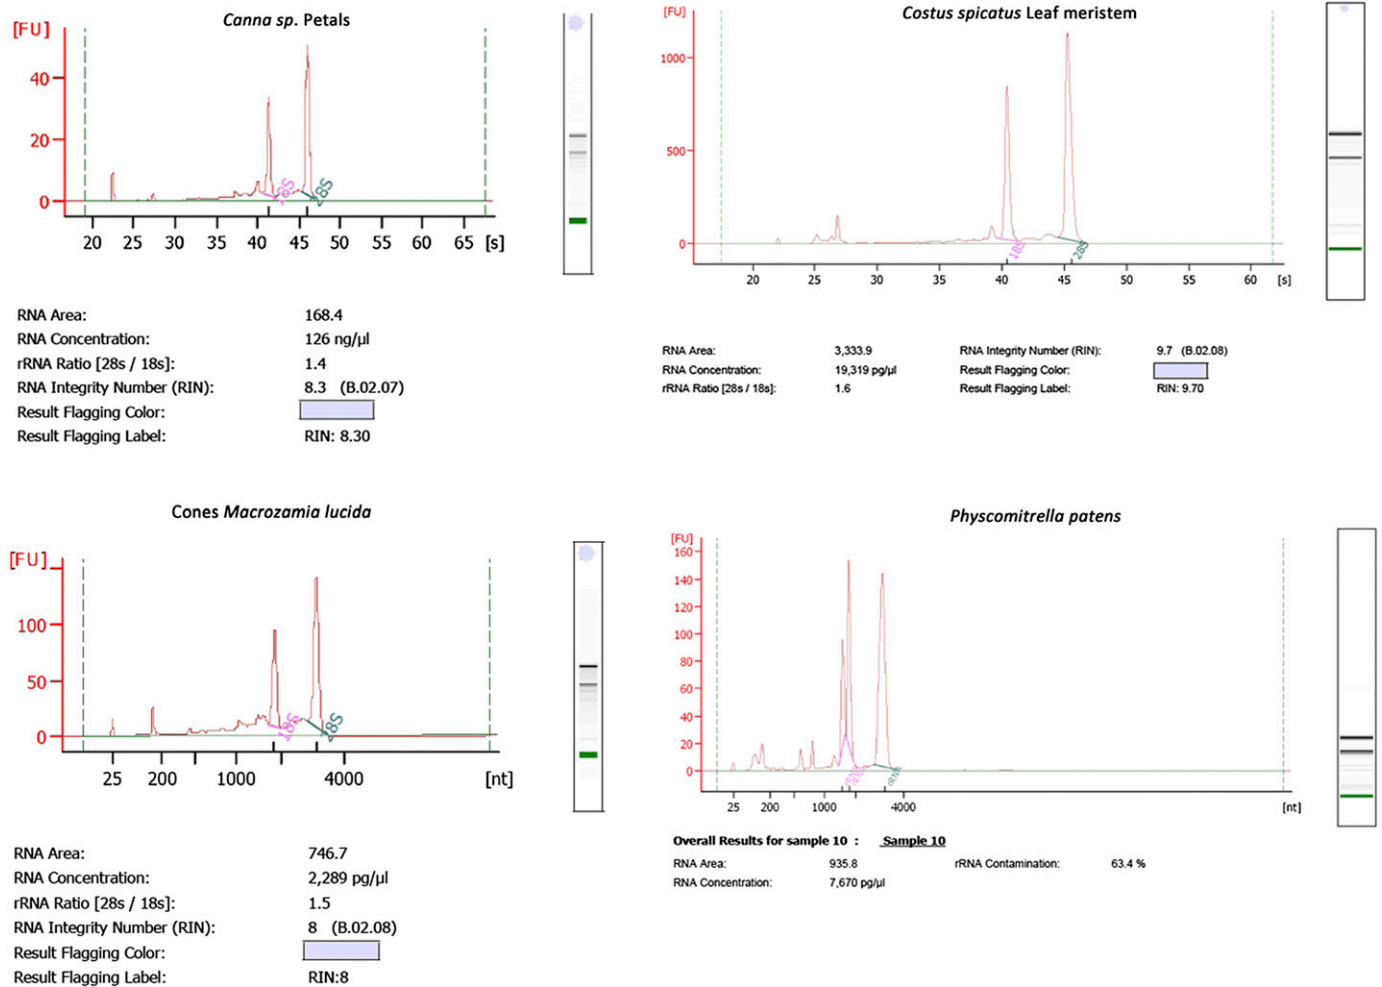 Canna sp. Petals
[FU]
40
20
0
18S
28S
20 25 30 35 40 45 50 55 60 65 [s]
RNA Area: 168.4
RNA Concentration: 126 ng/µl
rRNA Ratio [28s / 18s]: 1.4
RNA Integrity Number (RIN): 8.3 (B.02.07)
Result Flagging Color:
Result Flagging Label: RIN: 8.30
Costus spicatus Leaf meristem
[FU]
1000
500
0
18S
28S
20 25 30 35 40 45 50 55 60 [s]
RNA Area: 3,333.9 RNA Integrity Number (RIN): 9.7 (B.02.08)
RNA Concentration: 19,319 pg/µl Result Flagging Color:
rRNA Ratio [28s / 18s]: 1.6 Result Flagging Label: RIN: 9.70
Cones Macrozamia lucida
[FU]
100
50
0
18S
28S
25 200 1000 4000 [nt]
RNA Area: 746.7
RNA Concentration: 2,289 pg/µl
rRNA Ratio [28s / 18s]: 1.5
RNA Integrity Number (RIN): 8 (B.02.08)
Result Flagging Color:
Result Flagging Label: RIN:8
Physcomitrella patens
[FU]
160
140
120
100
80
60
40
20
0
25 200 1000 4000 [nt]
Overall Results for sample 10 : Sample 10
RNA Area: 935.8 rRNA Contamination: 63.4 %
RNA Concentration: 7,670 pg/µl